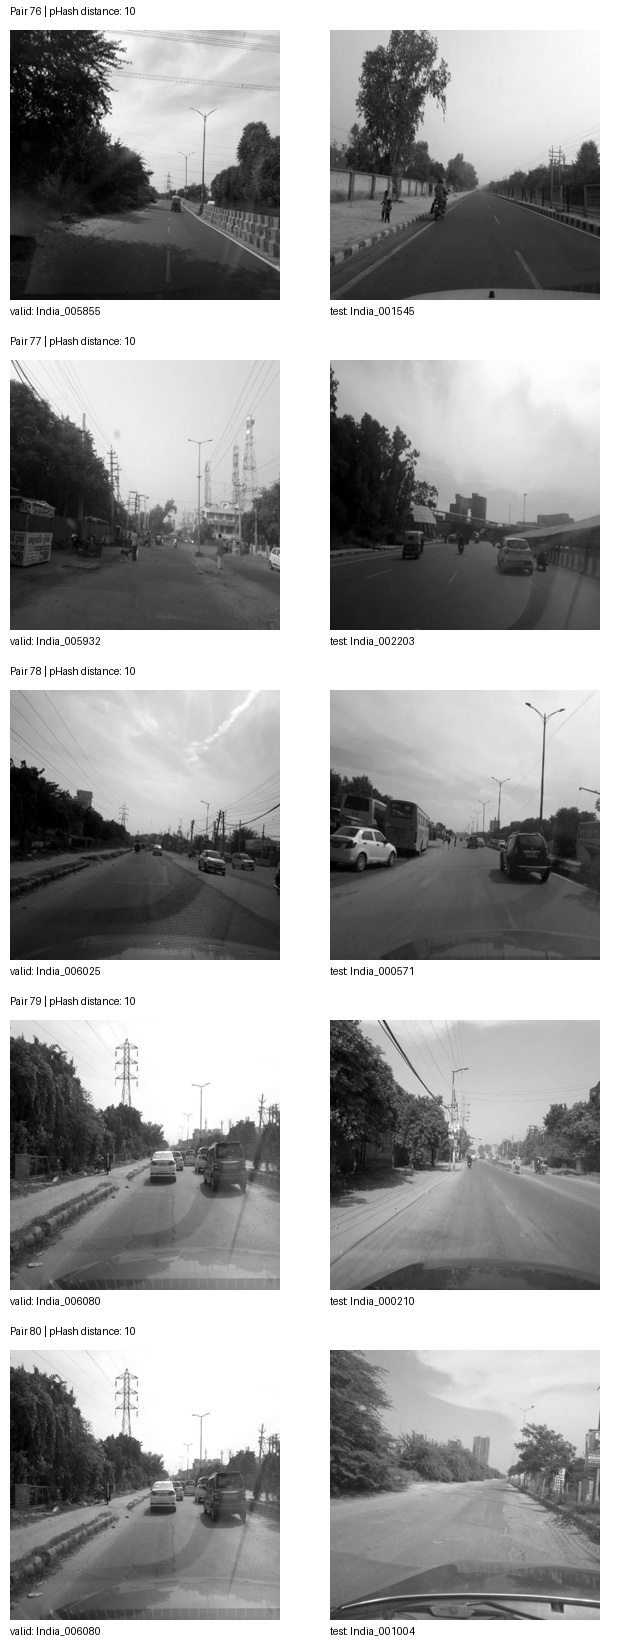 Pair 76 | pHash distance: 10
valid: India_005855
test: India_001545
Pair 77 | pHash distance: 10
valid: India_005932
test: India_002203
Pair 78 | pHash distance: 10
valid: India_006025
test: India_000571
Pair 79 | pHash distance: 10
valid: India_006080
test: India_000210
Pair 80 | pHash distance: 10
valid: India_006080
test: India_001004